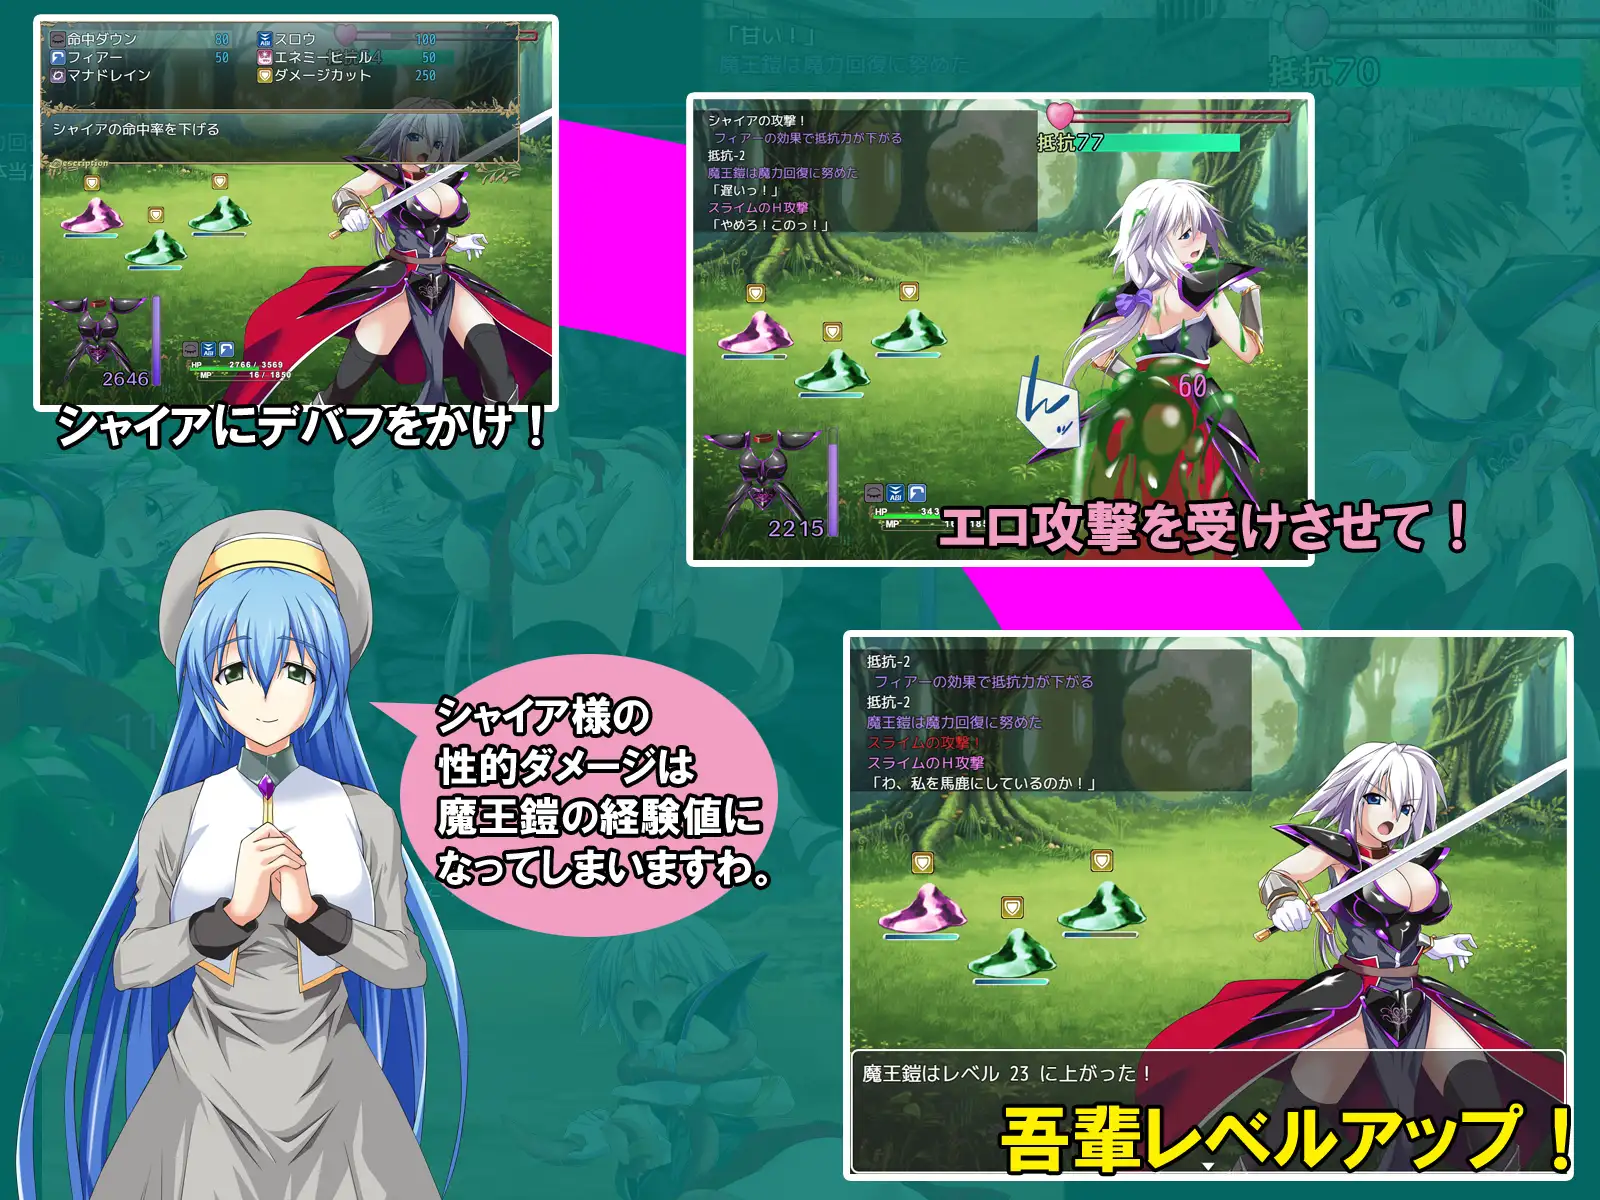 命中ダウン 80 スロウ 100
フィアー 50 エネミーヒール 50
マナドレイン ダメージカット 250
シャイアの命中率を下げる
Description
2646
HP 2766/ 3569
MP 16/ 1850
シャイアにデバフをかけ！
「甘い！」
魔王鎧は魔力回復に努めた
抵抗70
シャイアの攻撃！
フィアーの効果で抵抗力が下がる
抵抗-2
魔王鎧は魔力回復に努めた
「遅いっ！」
スライムのH攻撃
「やめろ！このっ！」
抵抗77
60
んッ
2215
HP 343
MP
エロ攻撃を受けさせて！
シャイア様の
性的ダメージは
魔王鎧の経験値に
なってしまいますわ。
抵抗-2
フィアーの効果で抵抗力が下がる
抵抗-2
魔王鎧は魔力回復に努めた
スライムの攻撃！
スライムのH攻撃
「わ、私を馬鹿にしているのか！」
魔王鎧はレベル 23 に上がった！
吾輩レベルアップ！